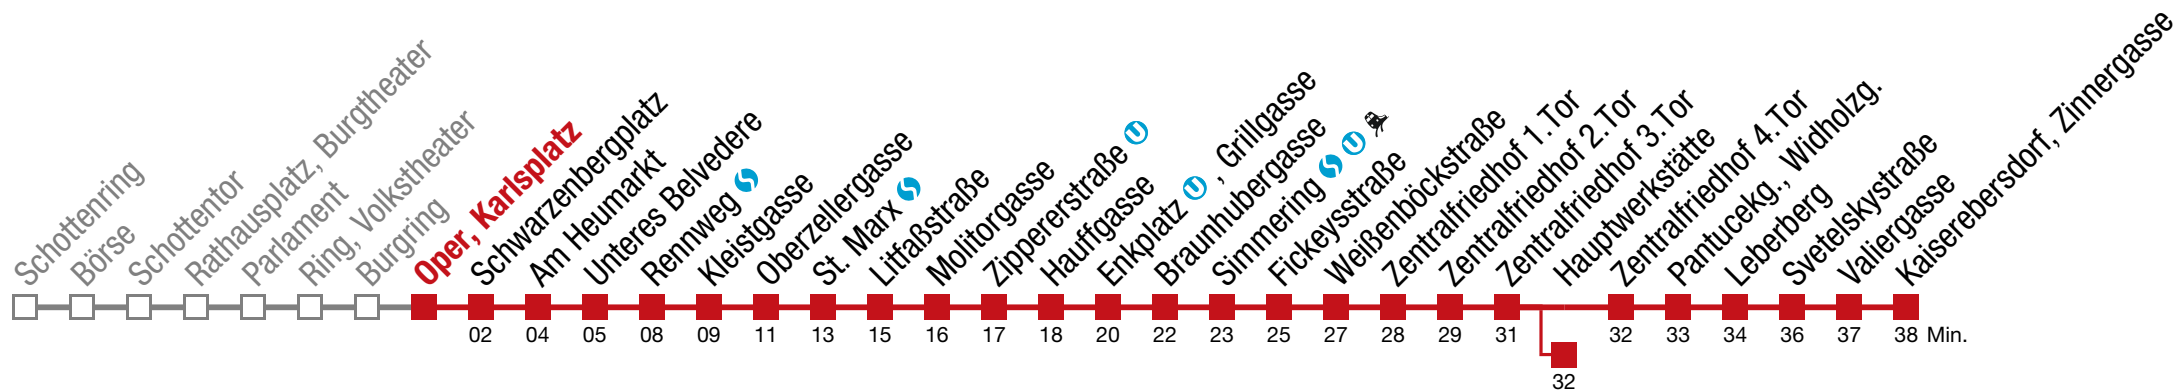 Schottenring
Börse
Schottentor
Rathausplatz, Burgtheater
Parlament
Ring, Volkstheater
Burgring
Oper, Karlsplatz
Schwarzenbergplatz
Am Heumarkt
Unteres Belvedere
Rennweg S
Kleistgasse
Oberzellergasse
St. Marx S
Litfaßstraße
Molitorgasse
Zippererstraße U
Hauffgasse
Enkplatz U, Grillgasse
Braunhubergasse
Simmering S U
Fickeysstraße
Weißenböckstraße
Zentralfriedhof 1.Tor
Zentralfriedhof 2.Tor
Zentralfriedhof 3.Tor
Hauptwerkstätte
Zentralfriedhof 4.Tor
Pantucekg., Widholzg.
Leberberg
Svetelskystraße
Valiergasse
Kaiserebersdorf, Zinnergasse
02 04 05 08 09 11 13 15 16 17 18 20 22 23 25 27 28 29 31 32 33 34 36 37 38 Min.
32